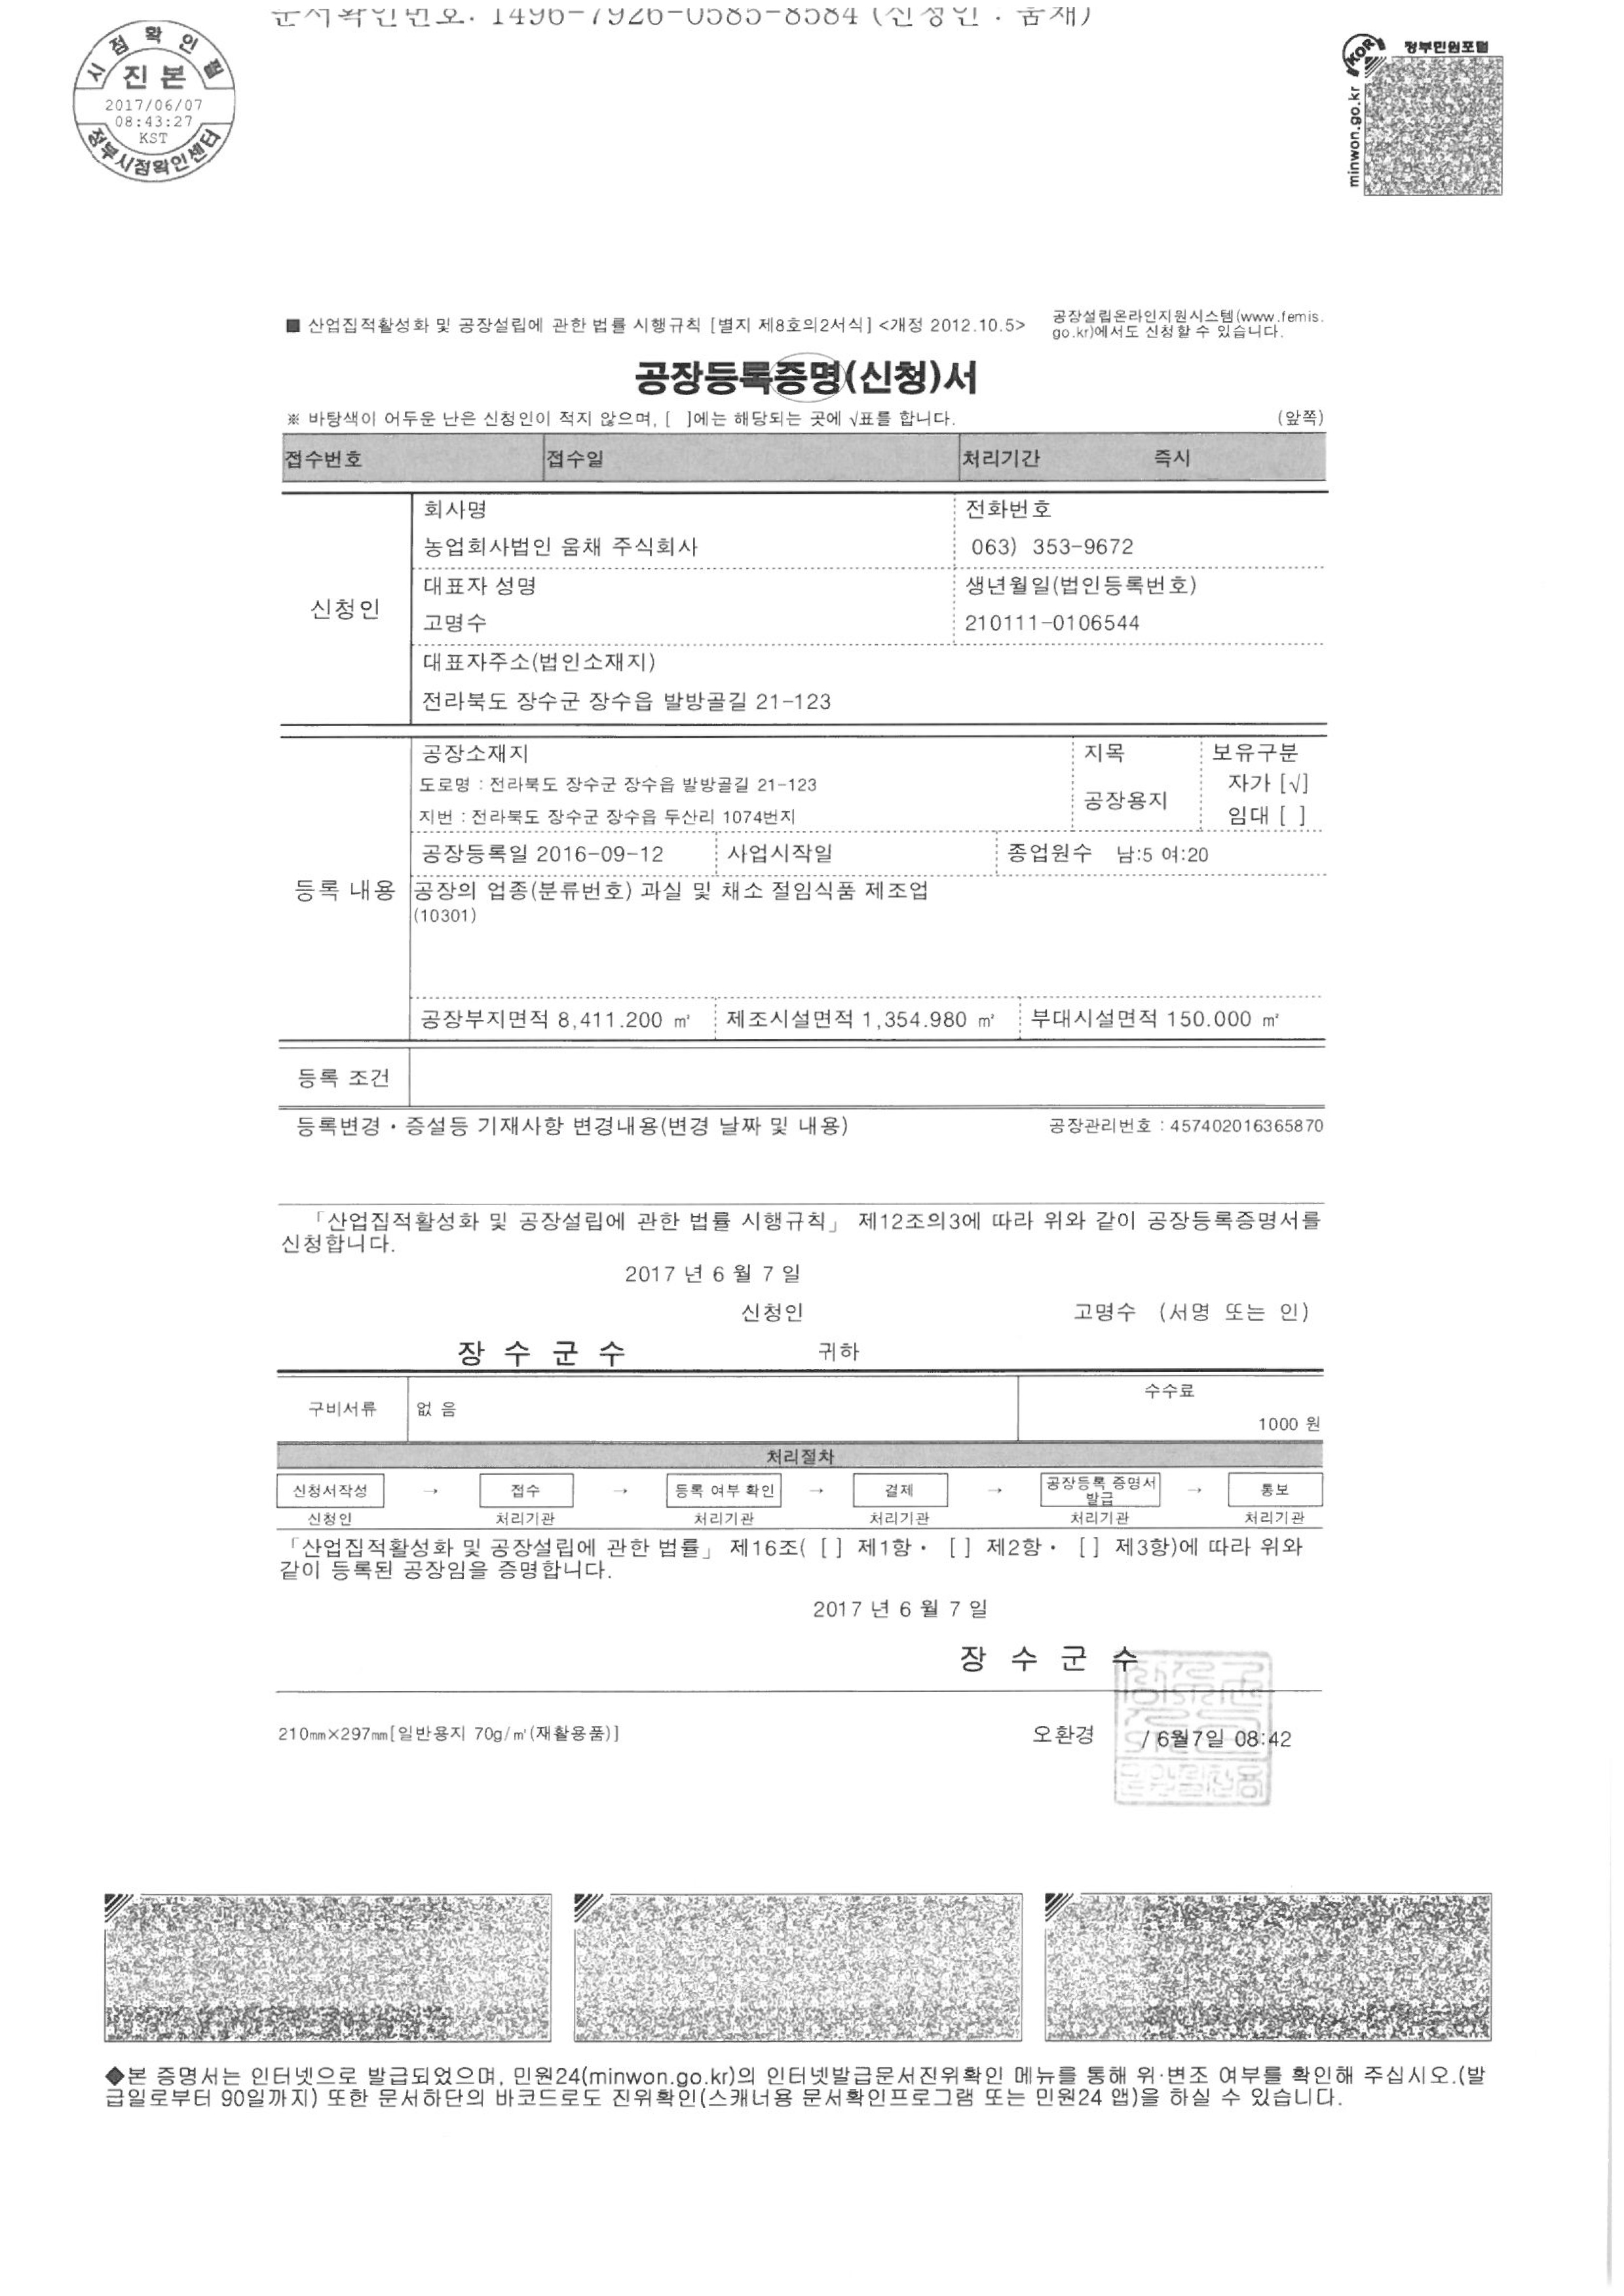 문서확인번호: 1496-7926-0585-8584 (신청인 : 움채)
시점확인필
진본
2017/06/07
08:43:27
KST
정부시점확인센터
정부민원포털
minwon.go.kr
KOR
■ 산업집적활성화 및 공장설립에 관한 법률 시행규칙 [별지 제8호의2서식] <개정 2012.10.5>
공장설립온라인지원시스템(www.femis.
go.kr)에서도 신청할 수 있습니다.
공장등록증명(신청)서
※ 바탕색이 어두운 난은 신청인이 적지 않으며, [ ]에는 해당되는 곳에 √표를 합니다. (앞쪽)
접수번호 접수일 처리기간 즉시
신청인
회사명 전화번호
농업회사법인 움채 주식회사 063) 353-9672
대표자 성명 생년월일(법인등록번호)
고명수 210111-0106544
대표자주소(법인소재지)
전라북도 장수군 장수읍 발방골길 21-123
등록 내용
공장소재지 지목 보유구분
도로명 : 전라북도 장수군 장수읍 발방골길 21-123 공장용지 자가 [√]
지번 : 전라북도 장수군 장수읍 두산리 1074번지 임대 [ ]
공장등록일 2016-09-12 사업시작일 종업원수 남:5 여:20
공장의 업종(분류번호) 과실 및 채소 절임식품 제조업
(10301)
공장부지면적 8,411.200 ㎡ 제조시설면적 1,354.980 ㎡ 부대시설면적 150.000 ㎡
등록 조건
등록변경·증설등 기재사항 변경내용(변경 날짜 및 내용) 공장관리번호 : 457402016365870
「산업집적활성화 및 공장설립에 관한 법률 시행규칙」 제12조의3에 따라 위와 같이 공장등록증명서를
신청합니다.
2017 년 6 월 7 일
신청인 고명수 (서명 또는 인)
장 수 군 수 귀하
구비서류 없 음 수수료
1000 원
처리절차
신청서작성 → 접수 → 등록 여부 확인 → 결제 → 공장등록 증명서 발급 → 통보
신청인 처리기관 처리기관 처리기관 처리기관 처리기관
「산업집적활성화 및 공장설립에 관한 법률」 제16조( [ ] 제1항· [ ] 제2항· [ ] 제3항)에 따라 위와
같이 등록된 공장임을 증명합니다.
2017 년 6 월 7 일
장 수 군 수
210㎜×297㎜[일반용지 70g/㎡(재활용품)]
오환경 / 6월7일 08:42
◆본 증명서는 인터넷으로 발급되었으며, 민원24(minwon.go.kr)의 인터넷발급문서진위확인 메뉴를 통해 위·변조 여부를 확인해 주십시오.(발
급일로부터 90일까지) 또한 문서하단의 바코드로도 진위확인(스캐너용 문서확인프로그램 또는 민원24 앱)을 하실 수 있습니다.